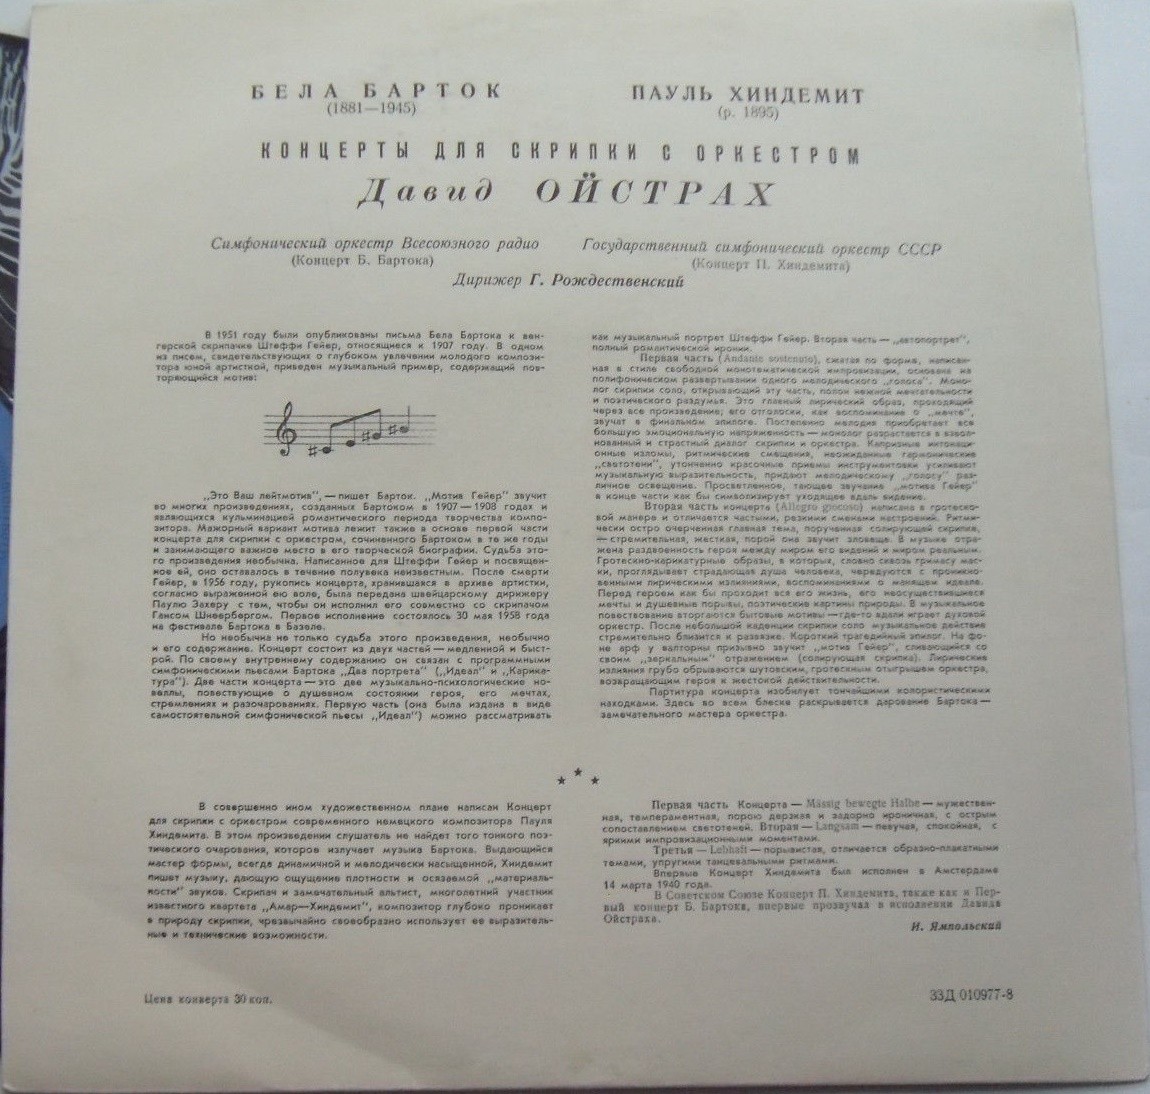 БЕЛА БАРТОК
(1881—1945)
ПАУЛЬ ХИНДЕМИТ
(р. 1895)
КОНЦЕРТЫ ДЛЯ СКРИПКИ С ОРКЕСТРОМ
Давид ОЙСТРАХ
Симфонический оркестр Всесоюзного радио
(Концерт Б. Бартока)
Государственный симфонический оркестр СССР
(Концерт П. Хиндемита)
Дирижер Г. Рождественский
В 1951 году были опубликованы письма Бела Бартока к вен-
герской скрипачке Штеффи Гейер, относящиеся к 1907 году. В одном
из писем, свидетельствующих о глубоком увлечении молодого компози-
тора юной артисткой, приведен музыкальный пример, содержащий пов-
торяющийся мотив:
„Это Ваш лейтмотив“, — пишет Барток. „Мотив Гейер“ звучит
во многих произведениях, созданных Бартоком в 1907—1908 годах и
являющихся кульминацией романтического периода творчества компо-
зитора. Мажорный вариант мотива лежит также в основе первой части
концерта для скрипки с оркестром, сочиненного Бартоком в те же годы
и занимающего важное место в его творческой биографии. Судьба это-
го произведения необычна. Написанное для Штеффи Гейер и посвящен-
ное ей, оно оставалось в течение полувека неизвестным. После смерти
Гейер, в 1956 году, рукопись концерта, хранившаяся в архиве артистки,
согласно выраженной ею воле, была передана швейцарскому дирижеру
Паулю Захеру с тем, чтобы он исполнил его совместно со скрипачом
Гансом Шнеербергом. Первое исполнение состоялось 30 мая 1958 года
на фестивале Бартока в Базеле.
Но необычна не только судьба этого произведения, необычно
и его содержание. Концерт состоит из двух частей — медленной и быст-
рой. По своему внутреннему содержанию он связан с программными
симфоническими пьесами Бартока „Два портрета“ („Идеал“ и „Карика-
тура“). Две части концерта — это две музыкально-психологические но-
веллы, повествующие о душевном состоянии героя, его мечтах,
стремлениях и разочарованиях. Первую часть (она была издана в виде
самостоятельной симфонической пьесы „Идеал“) можно рассматривать
как музыкальный портрет Штеффи Гейер. Вторая часть — „автопортрет“,
полный романтической иронии.
Первая часть (Andante sostenuto), сжатая по форме, написан-
ная в стиле свободной монотематической импровизации, основана на
полифоническом развертывании одного мелодического „голоса“. Моно-
лог скрипки соло, открывающий эту часть, полон нежной мечтательности
и поэтического раздумья. Это главный лирический образ, проходящий
через все произведение; его отголоски, как воспоминание о „мечте“,
звучат в финальном эпилоге. Постепенно мелодия приобретает все
большую эмоциональную напряженность — монолог разрастается в взвол-
нованный и страстный диалог скрипки и оркестра. Капризные интонаци-
онные изломы, ритмические смещения, неожиданные гармонические
„светотени“, утонченно красочные приемы инструментовки усиливают
музыкальную выразительность, придают мелодическому „голосу“ раз-
личное освещение. Просветленное, тающее звучание „мотива Гейер“
в конце части как бы символизирует уходящее вдаль видение.
Вторая часть концерта (Allegro giocoso) написана в гротеско-
вой манере и отличается частыми, резкими сменами настроений. Ритми-
чески остро очерченная главная тема, порученная солирующей скрипке,
— стремительная, жесткая, порой она звучит зловеще. В музыке отра-
жена раздвоенность героя между миром его видений и миром реальным.
Гротескно-карикатурные образы, в которых, словно сквозь гримасу мас-
ки, проглядывает страдающая душа человека, чередуются с проникно-
венными лирическими излияниями, воспоминаниями о манящем идеале.
Перед героем как бы проходит вся его жизнь, его неосуществившиеся
мечты и душевные порывы, поэтические картины природы. В музыкальное
повествование вторгаются бытовые мотивы — где-то вдали играет духовой
оркестр. После небольшой каденции скрипки соло музыкальное действие
стремительно близится к развязке. Короткий трагедийный эпилог. На фо-
не арф у валторны призывно звучит „мотив Гейер“, сливающийся со
своим „зеркальным“ отражением (солирующая скрипка). Лирические
излияния грубо обрываются шутовским, гротескным отыгрышем оркестра,
возвращающим героя к жестокой действительности.
Партитура концерта изобилует тончайшими колористическими
находками. Здесь во всем блеске раскрывается дарование Бартока —
замечательного мастера оркестра.
В совершенно ином художественном плане написан Концерт
для скрипки с оркестром современного немецкого композитора Пауля
Хиндемита. В этом произведении слушатель не найдет того тонкого поэ-
тического очарования, которое излучает музыка Бартока. Выдающийся
мастер формы, всегда динамичной и мелодически насыщенной, Хиндемит
пишет музыку, дающую ощущение плотности и осязаемой „материаль-
ности“ звуков. Скрипач и замечательный альтист, многолетний участник
известного квартета „Амар—Хиндемит“, композитор глубоко проникает
в природу скрипки, чрезвычайно своеобразно использует ее выразитель-
ные и технические возможности.
Первая часть Концерта — Mässig bewegte Halbe — мужествен-
ная, темпераментная, порою дерзкая и задорно ироничная, с острым
сопоставлением светотеней. Вторая — Langsam — певучая, спокойная, с
яркими импровизационными моментами.
Третья — Lebhaft — порывистая, отличается образно-плакатными
темами, упругими танцевальными ритмами.
Впервые Концерт Хиндемита был исполнен в Амстердаме
14 марта 1940 года.
В Советском Союзе Концерт П. Хиндемита, также как и Пер-
вый концерт Б. Бартока, впервые прозвучал в исполнении Давида
Ойстраха.
И. Ямпольский
Цена конверта 30 коп.
33Д 010977-8